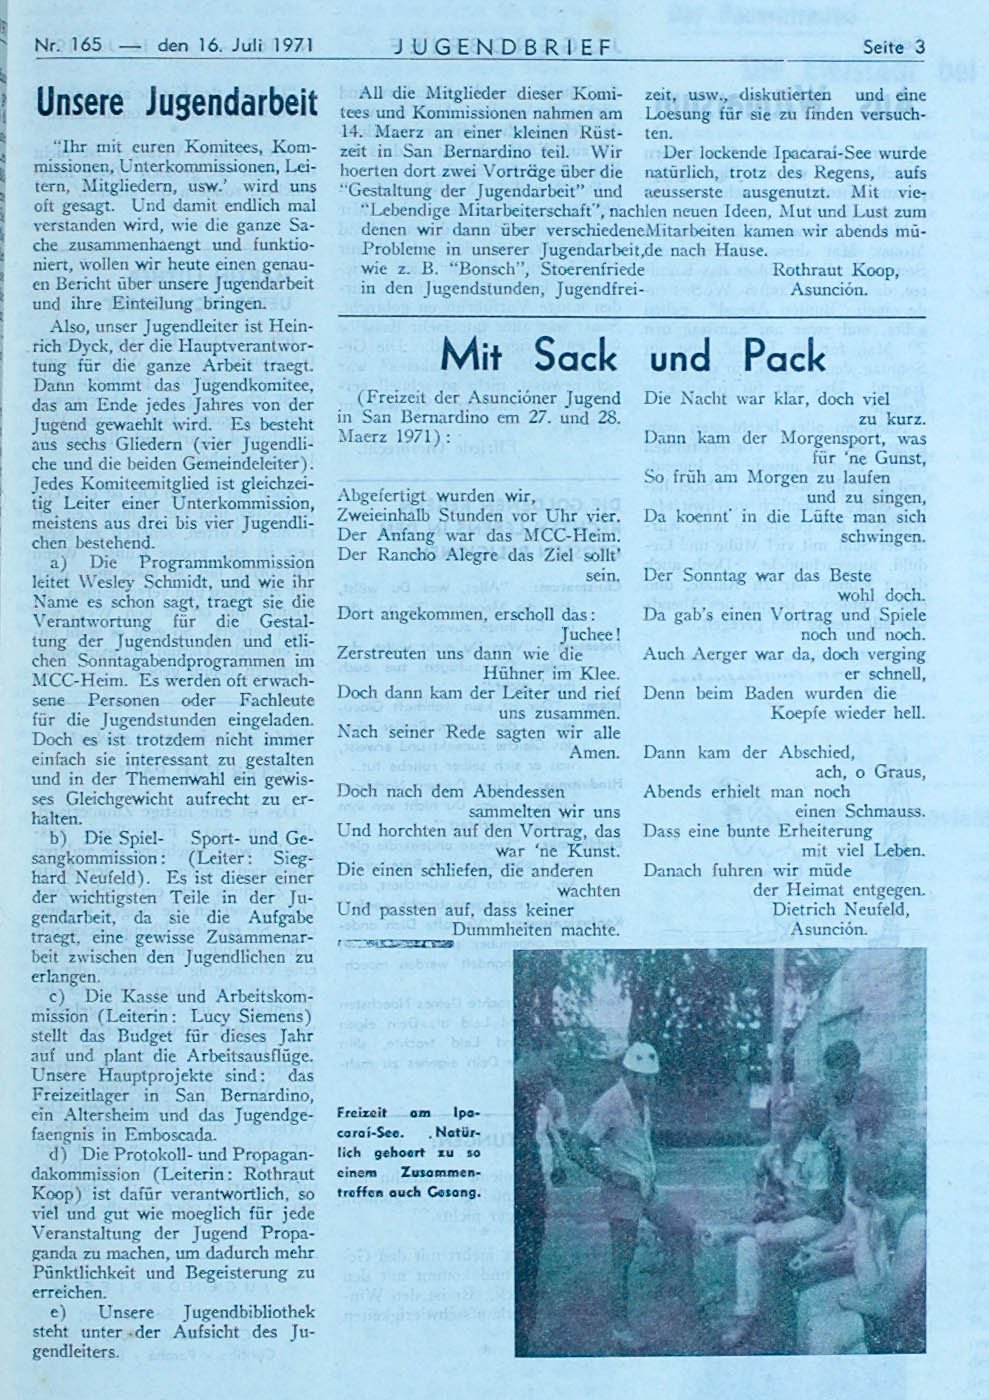 Nr. 165 — den 16. Juli 1971
JUGENDBRIEF
Seite 3
Unsere Jugendarbeit
"Ihr mit euren Komitees, Kom-
missionen, Unterkommissionen, Lei-
tern, Mitgliedern, usw.' wird uns
oft gesagt. Und damit endlich mal
verstanden wird, wie die ganze Sa-
che zusammenhaengt und funktio-
niert, wollen wir heute einen genau-
en Bericht über unsere Jugendarbeit
und ihre Einteilung bringen.
Also, unser Jugendleiter ist Hein-
rich Dyck, der die Hauptverantwor-
tung für die ganze Arbeit traegt.
Dann kommt das Jugendkomitee,
das am Ende jedes Jahres von der
Jugend gewaehlt wird. Es besteht
aus sechs Gliedern (vier Jugendli-
che und die beiden Gemeindeleiter).
Jedes Komiteemitglied ist gleichzei-
tig Leiter einer Unterkommission,
meistens aus drei bis vier Jugendli-
chen bestehend.
a) Die Programmkommission
leitet Wesley Schmidt, und wie ihr
Name es schon sagt, traegt sie die
Verantwortung für die Gestal-
tung der Jugendstunden und etli-
chen Sonntagabendprogrammen im
MCC-Heim. Es werden oft erwach-
sene Personen oder Fachleute
für die Jugendstunden eingeladen.
Doch es ist trotzdem nicht immer
einfach sie interessant zu gestalten
und in der Themenwahl ein gewis-
ses Gleichgewicht aufrecht zu er-
halten.
b) Die Spiel- Sport- und Ge-
sangkommission: (Leiter: Sieg-
hard Neufeld). Es ist dieser einer
der wichtigsten Teile in der Ju-
gendarbeit, da sie die Aufgabe
traegt, eine gewisse Zusammenar-
beit zwischen den Jugendlichen zu
erlangen.
c) Die Kasse und Arbeitskom-
mission (Leiterin: Lucy Siemens)
stellt das Budget für dieses Jahr
auf und plant die Arbeitsausflüge.
Unsere Hauptprojekte sind: das
Freizeitlager in San Bernardino,
ein Altersheim und das Jugendge-
faengnis in Emboscada.
d) Die Protokoll- und Propagan-
dakommission (Leiterin: Rothraut
Koop) ist dafür verantwortlich, so
viel und gut wie moeglich für jede
Veranstaltung der Jugend Propa-
ganda zu machen, um dadurch mehr
Pünktlichkeit und Begeisterung zu
erreichen.
e) Unsere Jugendbibliothek
steht unter der Aufsicht des Ju-
gendleiters.
All die Mitglieder dieser Komi-
tees und Kommissionen nahmen am
14. Maerz an einer kleinen Rüst-
zeit in San Bernardino teil. Wir
hoerten dort zwei Vorträge über die
"Gestaltung der Jugendarbeit" und
"Lebendige Mitarbeiterschaft", nach
denen wir dann über verschiedene
Probleme in unserer Jugendarbeit,
wie z. B. "Bonsch", Stoerenfriede
in den Jugendstunden, Jugendfrei-
zeit, usw., diskutierten und eine
Loesung für sie zu finden versuch-
ten.
Der lockende Ipacaraí-See wurde
natürlich, trotz des Regens, aufs
aeusserste ausgenutzt. Mit vie-
len neuen Ideen, Mut und Lust zum
Mitarbeiten kamen wir abends mü-
de nach Hause.
Rothraut Koop,
Asunción.
Mit Sack und Pack
(Freizeit der Asuncióner Jugend
in San Bernardino em 27. und 28.
Maerz 1971):
Abgefertigt wurden wir,
Zweieinhalb Stunden vor Uhr vier.
Der Anfang war das MCC-Heim.
Der Rancho Alegre das Ziel sollt'
sein.
Dort angekommen, erscholl das:
Juchee!
Zerstreuten uns dann wie die
Hühner im Klee.
Doch dann kam der Leiter und rief
uns zusammen.
Nach seiner Rede sagten wir alle
Amen.
Doch nach dem Abendessen
sammelten wir uns
Und horchten auf den Vortrag, das
war 'ne Kunst.
Die einen schliefen, die anderen
wachten
Und passten auf, dass keiner
Dummheiten machte.
Die Nacht war klar, doch viel
zu kurz.
Dann kam der Morgensport, was
für 'ne Gunst,
So früh am Morgen zu laufen
und zu singen,
Da koennt' in die Lüfte man sich
schwingen.
Der Sonntag war das Beste
wohl doch.
Da gab's einen Vortrag und Spiele
noch und noch.
Auch Aerger war da, doch verging
er schnell,
Denn beim Baden wurden die
Koepfe wieder hell.
Dann kam der Abschied,
ach, o Graus,
Abends erhielt man noch
einen Schmauss.
Dass eine bunte Erheiterung
mit viel Leben.
Danach fuhren wir müde
der Heimat entgegen.
Dietrich Neufeld,
Asunción.
Freizeit am Ipa-
caraí-See. . Natür-
lich gehoert zu so
einem Zusammen-
treffen auch Gesang.